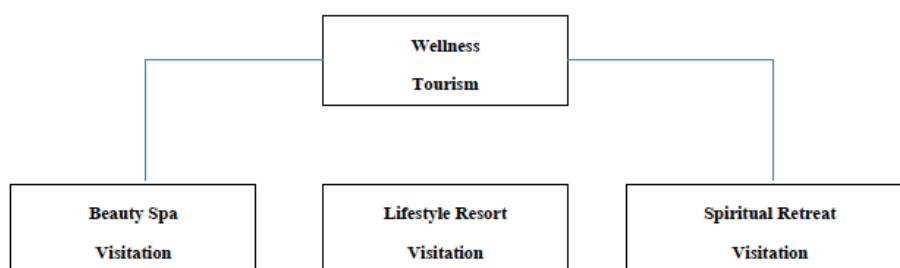 Wellness
Tourism
Beauty Spa
Visitation
Lifestyle Resort
Visitation
Spiritual Retreat
Visitation